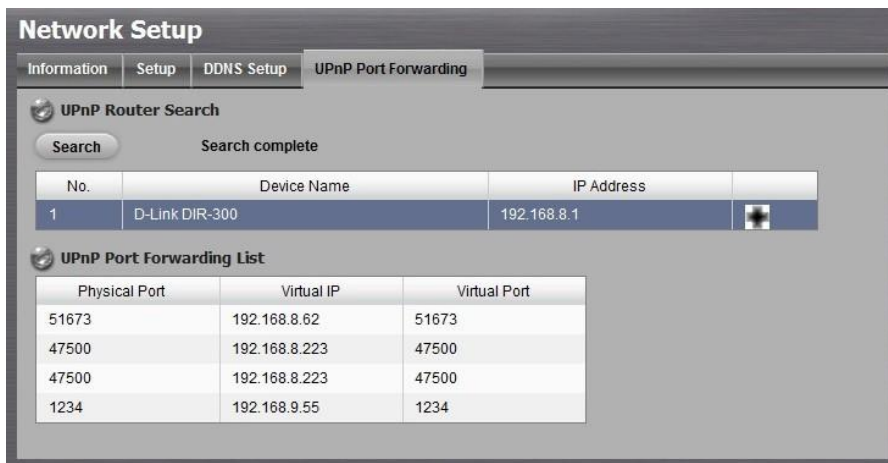 Network Setup
Information Setup DDNS Setup UPnP Port Forwarding
UPnP Router Search
Search Search complete
No. Device Name IP Address
1 D-Link DIR-300 192.168.8.1
UPnP Port Forwarding List
Physical Port Virtual IP Virtual Port
51673 192.168.8.62 51673
47500 192.168.8.223 47500
47500 192.168.8.223 47500
1234 192.168.9.55 1234